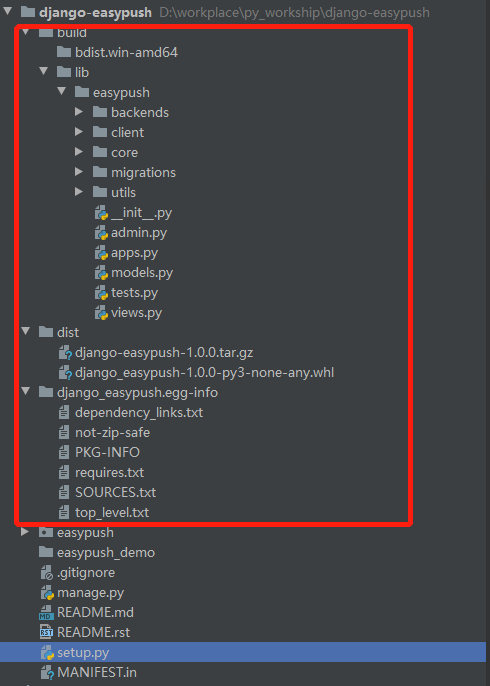 django-easypush D:\workplace\py_workship\django-easypush
build
bdist.win-amd64
lib
easypush
backends
client
core
migrations
utils
__init__.py
admin.py
apps.py
models.py
tests.py
views.py
dist
django-easypush-1.0.0.tar.gz
django_easypush-1.0.0-py3-none-any.whl
django_easypush.egg-info
dependency_links.txt
not-zip-safe
PKG-INFO
requires.txt
SOURCES.txt
top_level.txt
easypush
easypush_demo
.gitignore
manage.py
README.md
README.rst
setup.py
MANIFEST.in